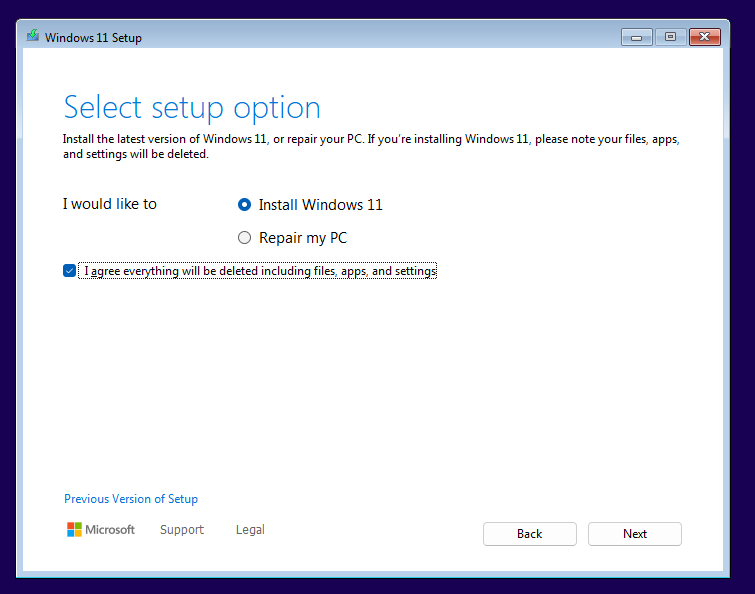 Windows 11 Setup
Select setup option
Install the latest version of Windows 11, or repair your PC. If you're installing Windows 11, please note your files, apps,
and settings will be deleted.
I would like to
Install Windows 11
Repair my PC
I agree everything will be deleted including files, apps, and settings
Previous Version of Setup
Microsoft Support Legal
Back Next